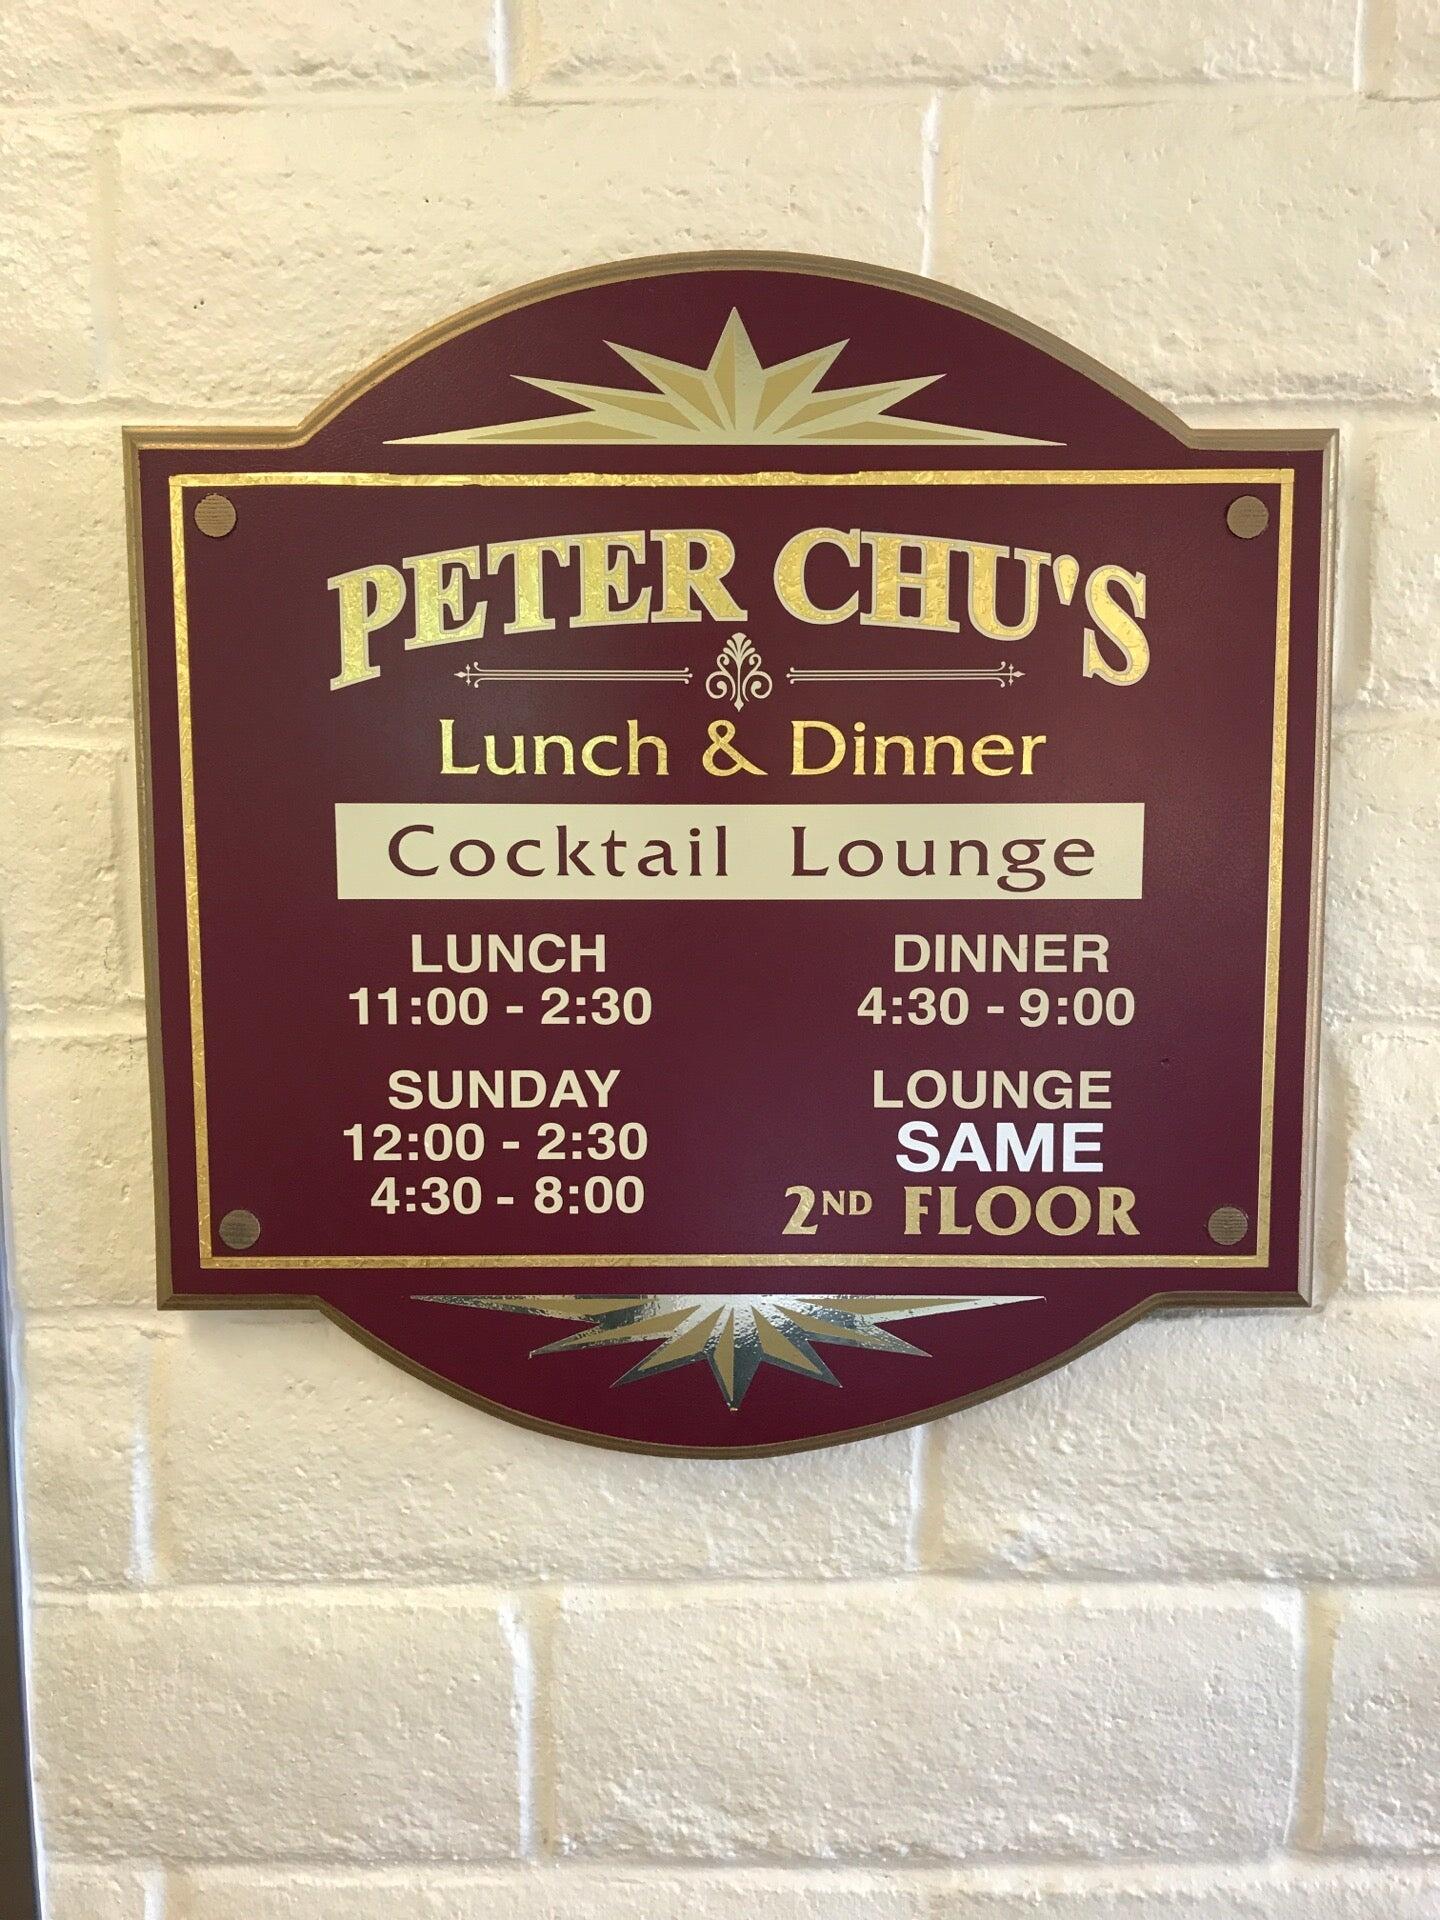 PETER CHU'S
Lunch & Dinner
Cocktail Lounge
LUNCH
11:00 - 2:30
DINNER
4:30 - 9:00
SUNDAY
12:00 - 2:30
4:30 - 8:00
LOUNGE
SAME
2ND FLOOR